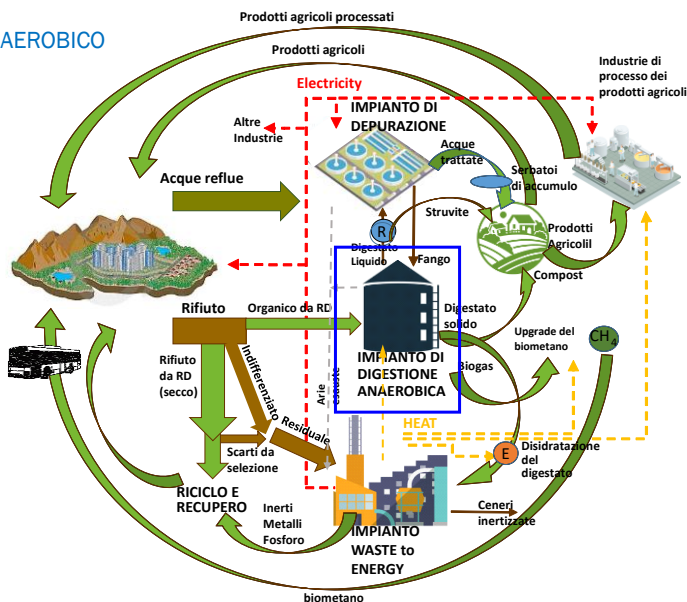 Prodotti agricoli processati
AEROBICO
Prodotti agricoli
Industrie di
processo dei
prodotti agricoli
Electricity
IMPIANTO DI
DEPURAZIONE
Altre
Industrie
Acque
trattate
Serbatoi
di accumulo
Acque reflue
Struvite
R
Digestato
Liquido
Fango
Prodotti
Agricolil
Compost
Rifiuto
Organico da RD
Digestato
solido
Upgrade del
biometano
CH4
Rifiuto
da RD
(secco)
Indifferenziato
IMPIANTO DI
DIGESTIONE
ANAEROBICA
Biogas
Arie
esauste
Residuale
HEAT
Scarti da
selezione
E
Disidratazione
del
digestato
RICICLO E
RECUPERO
Inerti
Metalli
Fosforo
Ceneri
inertizzate
IMPIANTO
WASTE to
ENERGY
biometano